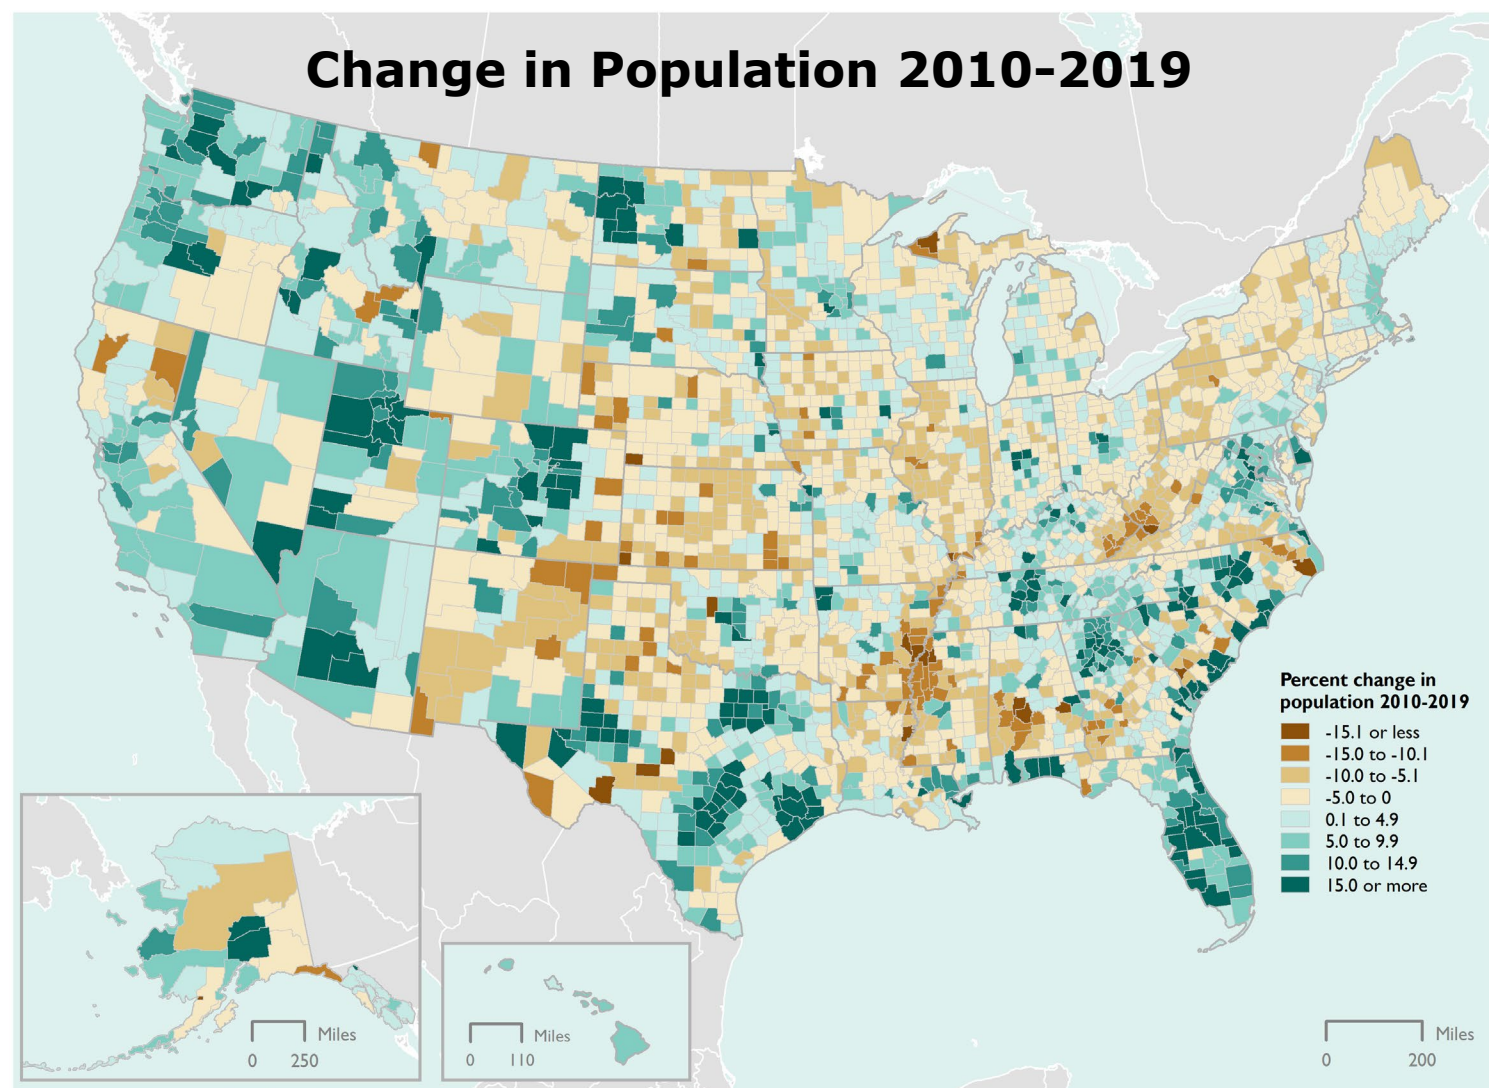 Change in Population 2010-2019
Percent change in
population 2010-2019
-15.1 or less
-15.0 to -10.1
-10.0 to -5.1
-5.0 to 0
0.1 to 4.9
5.0 to 9.9
10.0 to 14.9
15.0 or more
Miles
0 250
Miles
0 110
Miles
0 200